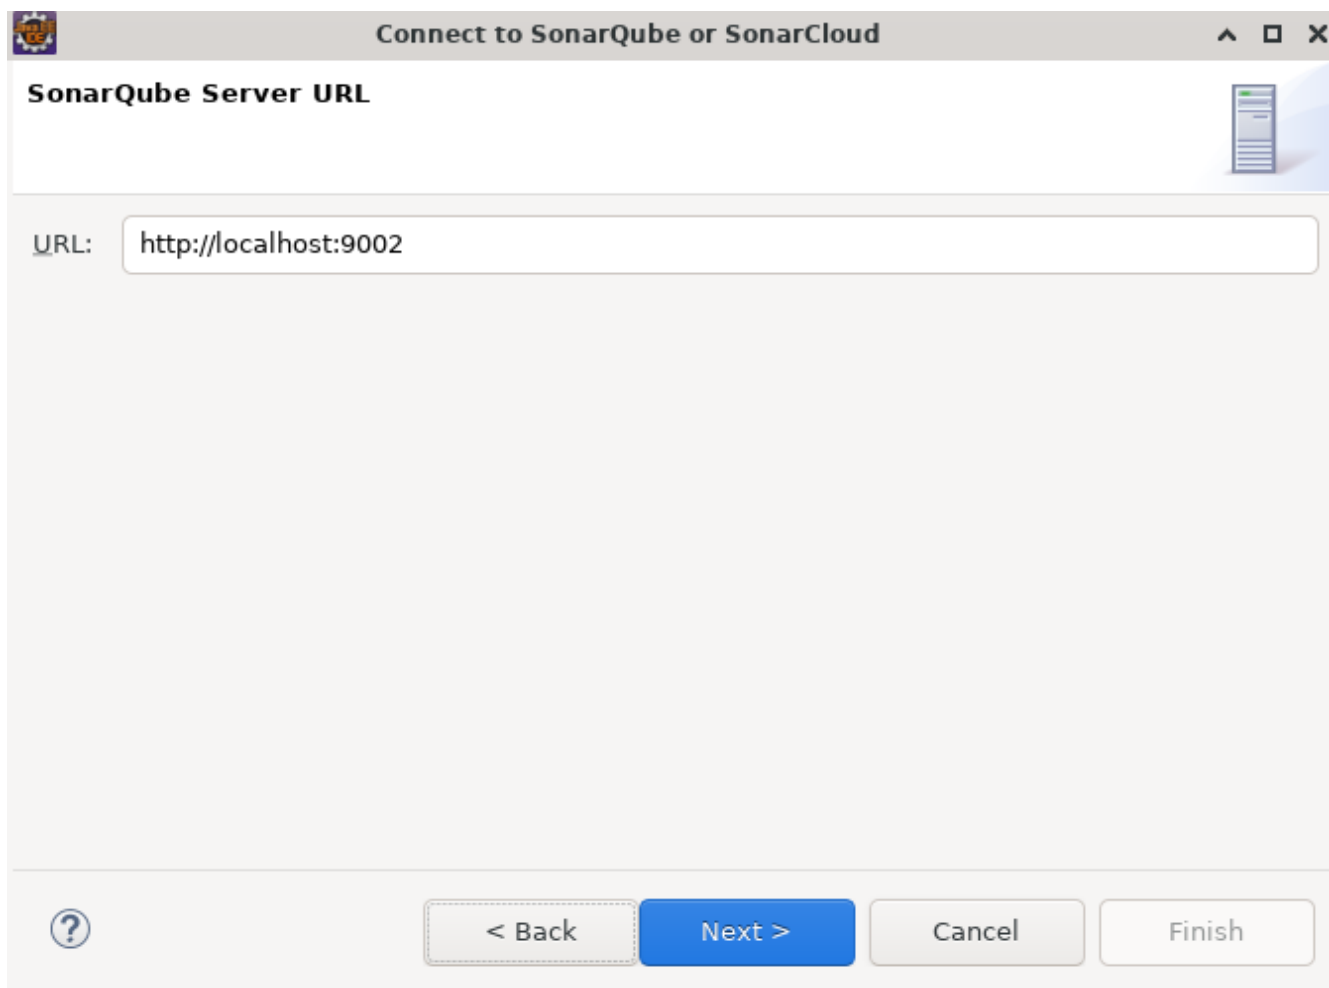 Connect to SonarQube or SonarCloud
SonarQube Server URL
URL: http://localhost:9002
? < Back Next > Cancel Finish